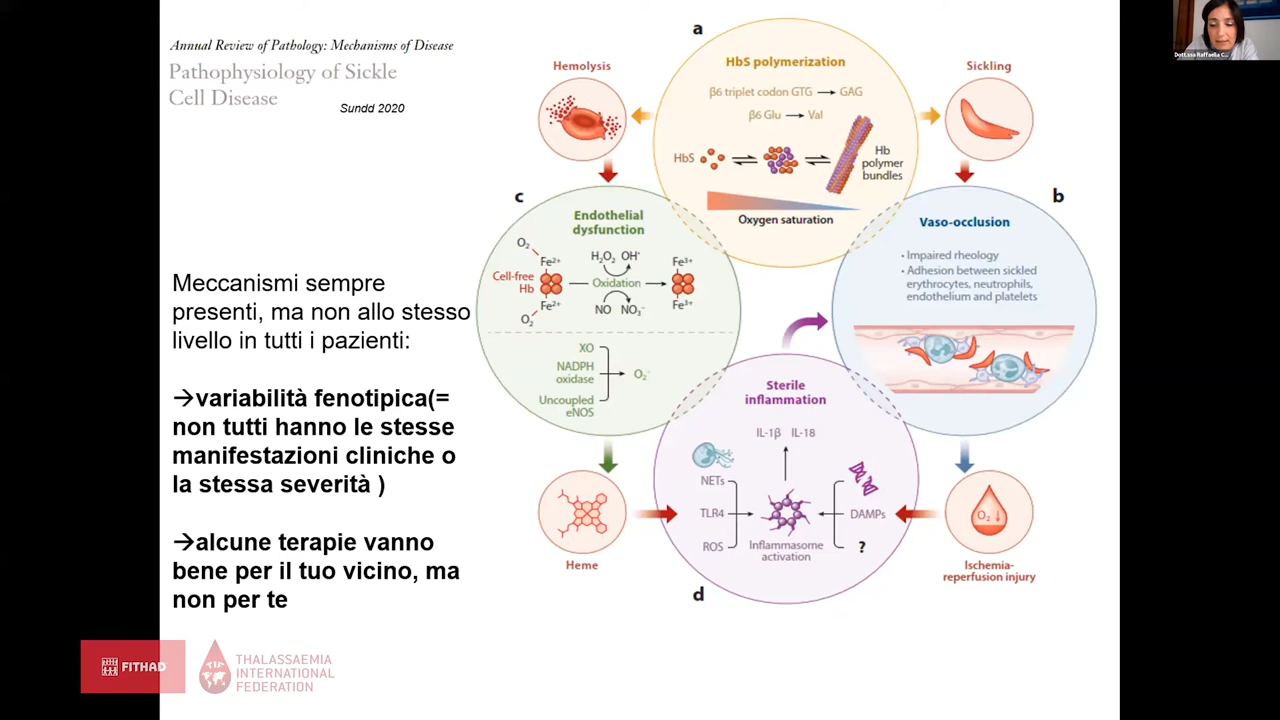 Annual Review of Pathology: Mechanisms of Disease
Pathophysiology of Sickle
Cell Disease
Sundd 2020
Meccanismi sempre
presenti, ma non allo stesso
livello in tutti i pazienti:
→variabilità fenotipica(=
non tutti hanno le stesse
manifestazioni cliniche o
la stessa severità )
→alcune terapie vanno
bene per il tuo vicino, ma
non per te
FITHAD
THALASSAEMIA
INTERNATIONAL
FEDERATION
a
HbS polymerization
β6 triplet codon GTG → GAG
β6 Glu → Val
HbS
Hb
polymer
bundles
Oxygen saturation
Hemolysis
Sickling
c
Endothelial
dysfunction
O₂
Fe²⁺
H₂O₂ OH˙
Fe³⁺
Cell-free
Hb
Oxidation
Fe²⁺
NO NO₃⁻
Fe³⁺
O₂
XO
NADPH
oxidase
O₂⁻
Uncoupled
eNOS
b
Vaso-occlusion
• Impaired rheology
• Adhesion between sickled
erythrocytes, neutrophils,
endothelium and platelets
Sterile
inflammation
IL-1β IL-18
NETs
TLR4
ROS
DAMPs
?
Inflammasome
activation
d
Heme
O₂ ↓
Ischemia-
reperfusion injury
Dott.ssa Raffaella C...